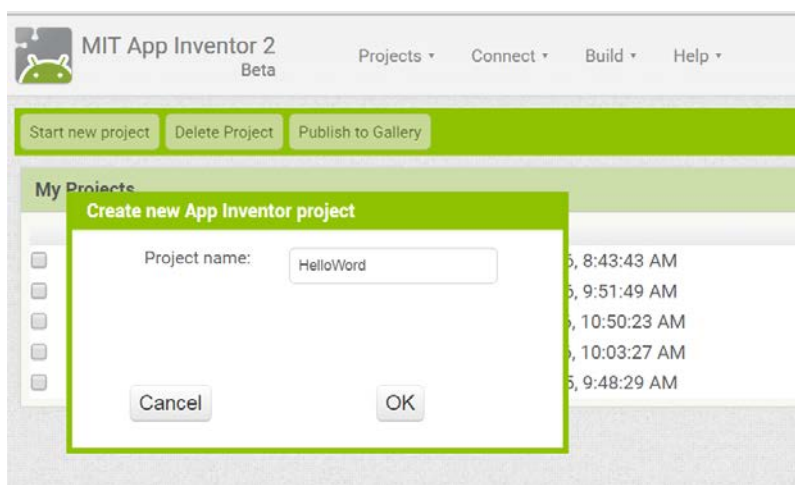 MIT App Inventor 2
Beta
Projects
Connect
Build
Help
Start new project
Delete Project
Publish to Gallery
My Projects
Create new App Inventor project
Project name:
HelloWord
, 8:43:43 AM
, 9:51:49 AM
, 10:50:23 AM
, 10:03:27 AM
5, 9:48:29 AM
Cancel
OK